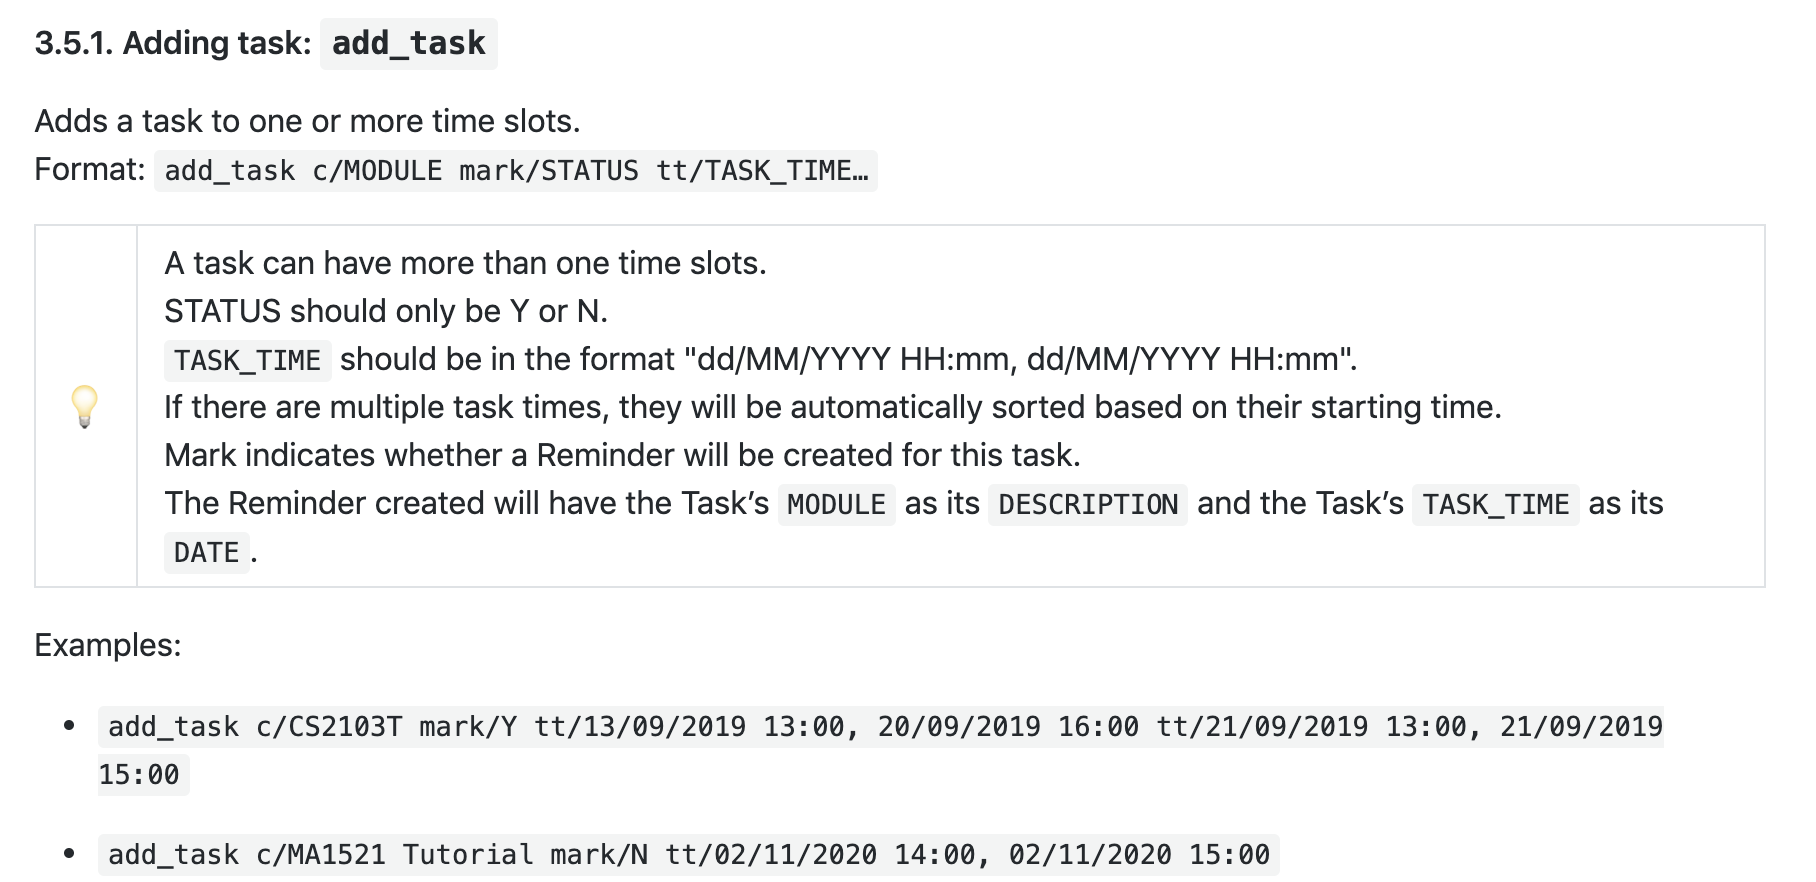 3.5.1. Adding task: add_task
Adds a task to one or more time slots.
Format: add_task c/MODULE mark/STATUS tt/TASK_TIME…
A task can have more than one time slots.
STATUS should only be Y or N.
TASK_TIME should be in the format "dd/MM/YYYY HH:mm, dd/MM/YYYY HH:mm".
If there are multiple task times, they will be automatically sorted based on their starting time.
Mark indicates whether a Reminder will be created for this task.
The Reminder created will have the Task’s MODULE as its DESCRIPTION and the Task’s TASK_TIME as its
DATE.
Examples:
• add_task c/CS2103T mark/Y tt/13/09/2019 13:00, 20/09/2019 16:00 tt/21/09/2019 13:00, 21/09/2019
15:00
• add_task c/MA1521 Tutorial mark/N tt/02/11/2020 14:00, 02/11/2020 15:00